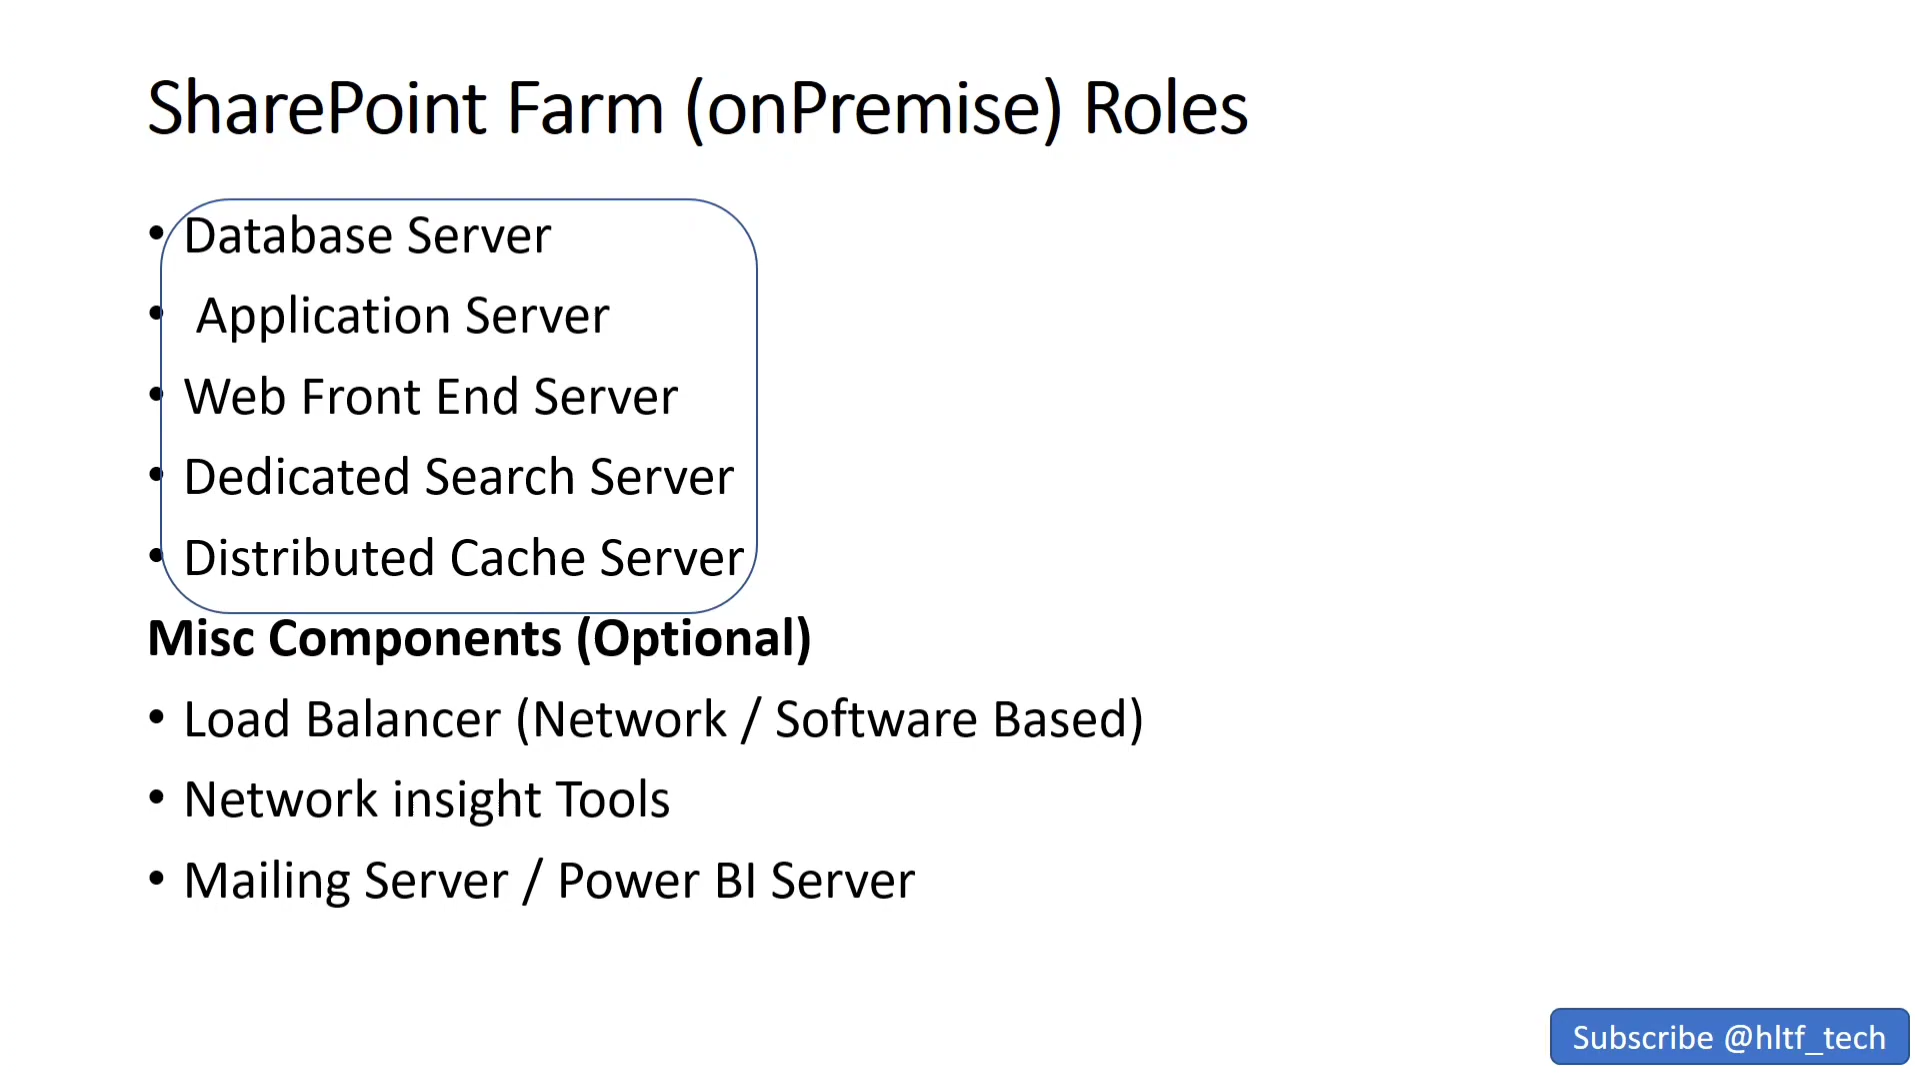 SharePoint Farm (onPremise) Roles
• Database Server
• Application Server
• Web Front End Server
• Dedicated Search Server
• Distributed Cache Server
Misc Components (Optional)
• Load Balancer (Network / Software Based)
• Network insight Tools
• Mailing Server / Power BI Server
Subscribe @hltf_tech